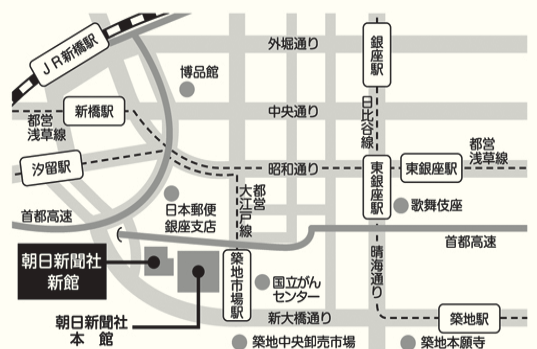 JR新橋駅
外堀通り
銀座駅
博品館
新橋駅
中央通り
日比谷線
都営
浅草線
汐留駅
昭和通り
東銀座駅
東銀座駅
都営
浅草線
日本郵便
銀座支店
都営
大江戸線
歌舞伎座
首都高速
首都高速
朝日新聞社
新館
築地市場駅
国立がん
センター
晴海通り
朝日新聞社
本館
新大橋通り
築地駅
築地中央卸売市場
築地本願寺